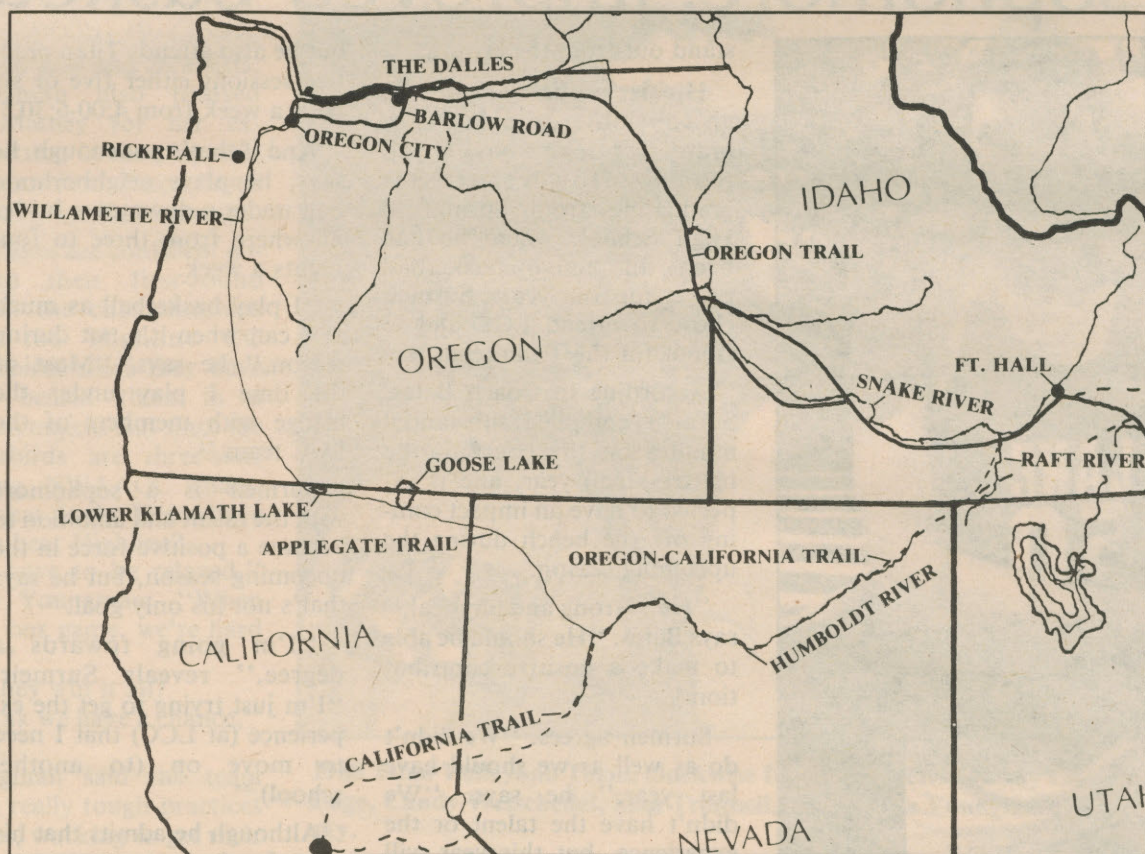 THE DALLES
BARLOW ROAD
OREGON CITY
RICKREALL
WILLAMETTE RIVER
IDAHO
OREGON TRAIL
OREGON
FT. HALL
SNAKE RIVER
RAFT RIVER
GOOSE LAKE
LOWER KLAMATH LAKE
APPLEGATE TRAIL
OREGON-CALIFORNIA TRAIL
HUMBOLDT RIVER
CALIFORNIA
CALIFORNIA TRAIL
NEVADA
UTAH